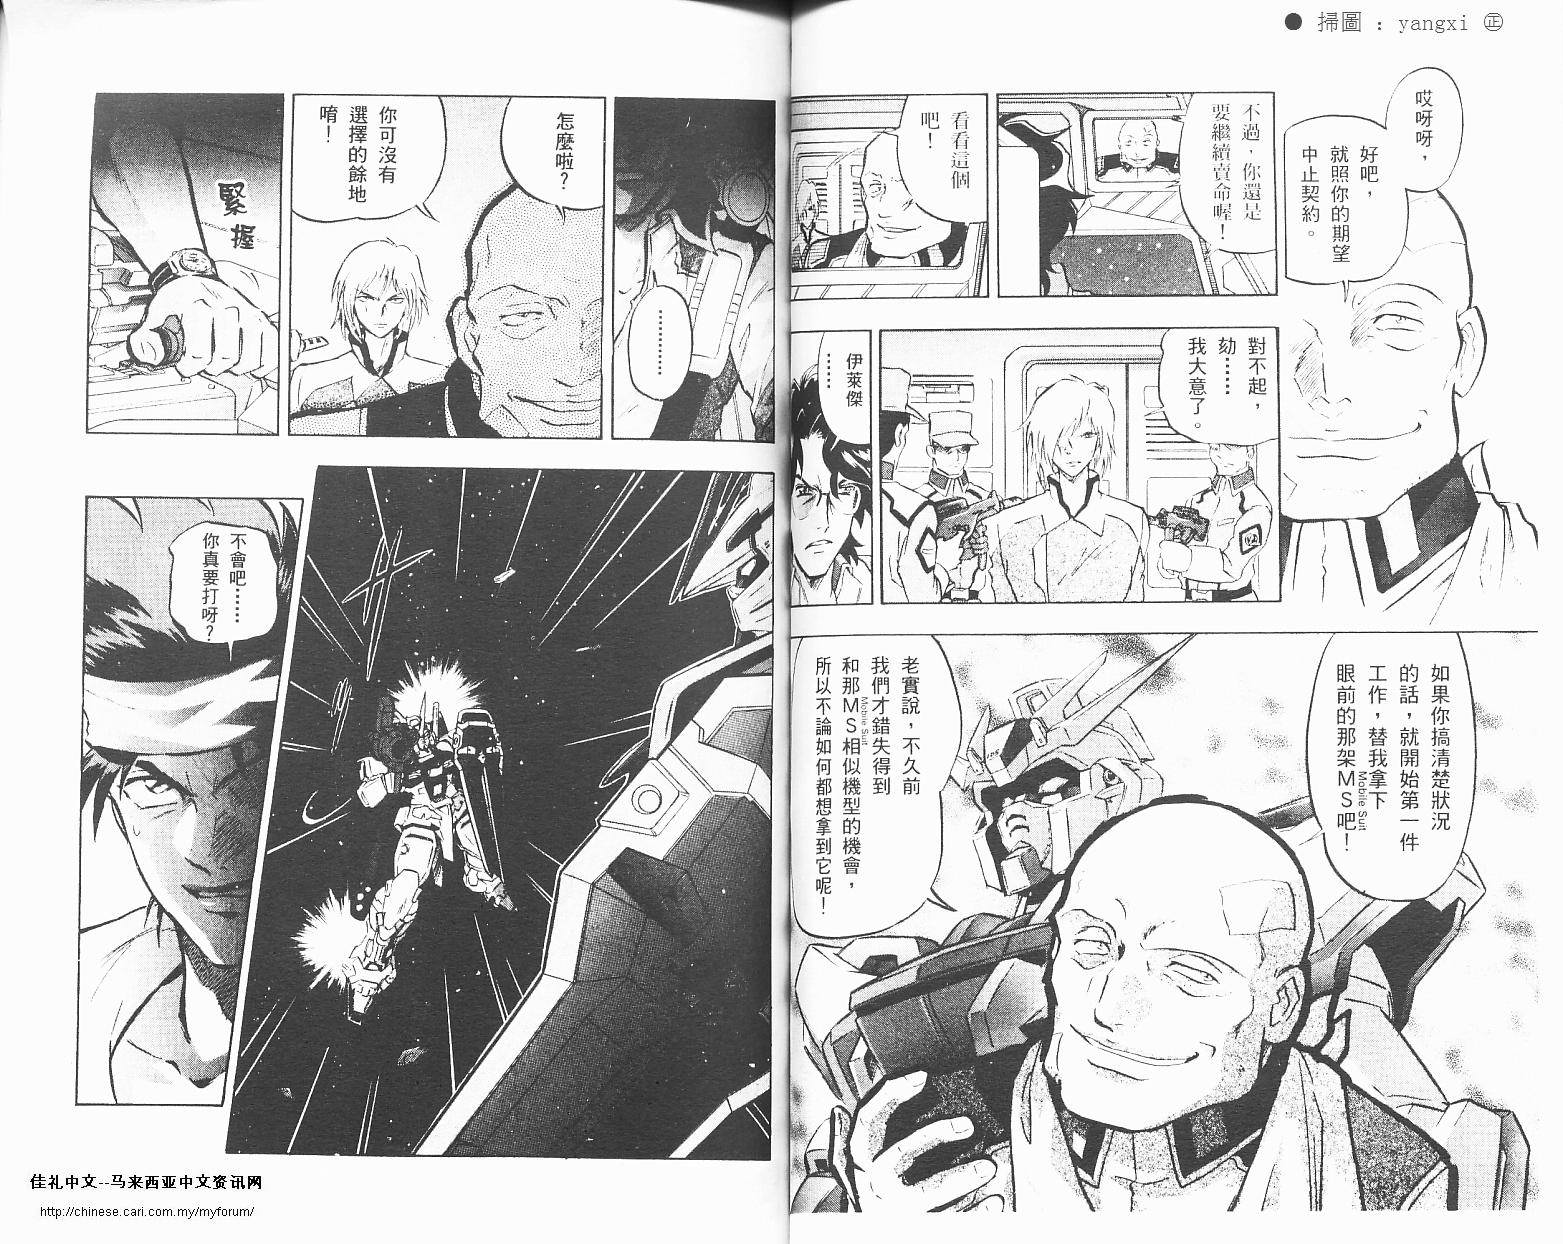 ● 掃圖 : yangxi ㊣
哎呀呀，
好吧，
就照你的期望
中止契約。
不過，你還是
要繼續賣命喔！
看看這個
吧！
對不起，
劾……
我大意了。
伊萊傑
……
如果你搞清楚狀況
的話，就開始第一件
工作，替我拿下
眼前的那架ＭＳ吧！
Mobile Suit
老實說，不久前
我們才錯失得到
和那ＭＳ相似機型的機會，
Mobile Suit
所以不論如何都想拿到它呢！
…………
怎麼啦？
你可沒有
選擇的餘地
唷！
緊握
不會吧……
你真要打呀？
佳礼中文--马来西亚中文资讯网
http://chinese.cari.com.my/myforum/